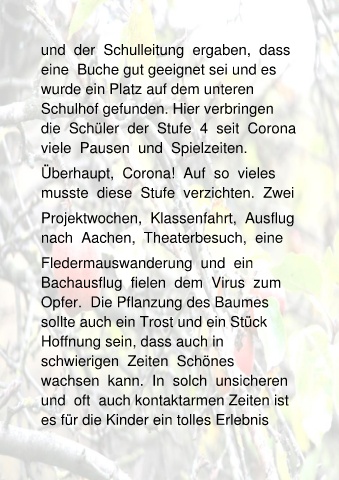 und der Schulleitung ergaben, dass
eine Buche gut geeignet sei und es
wurde ein Platz auf dem unteren
Schulhof gefunden. Hier verbringen
die Schüler der Stufe 4 seit Corona
viele Pausen und Spielzeiten.
Überhaupt, Corona! Auf so vieles
musste diese Stufe verzichten. Zwei
Projektwochen, Klassenfahrt, Ausflug
nach Aachen, Theaterbesuch, eine
Fledermauswanderung und ein
Bachausflug fielen dem Virus zum
Opfer. Die Pflanzung des Baumes
sollte auch ein Trost und ein Stück
Hoffnung sein, dass auch in
schwierigen Zeiten Schönes
wachsen kann. In solch unsicheren
und oft auch kontaktarmen Zeiten ist
es für die Kinder ein tolles Erlebnis